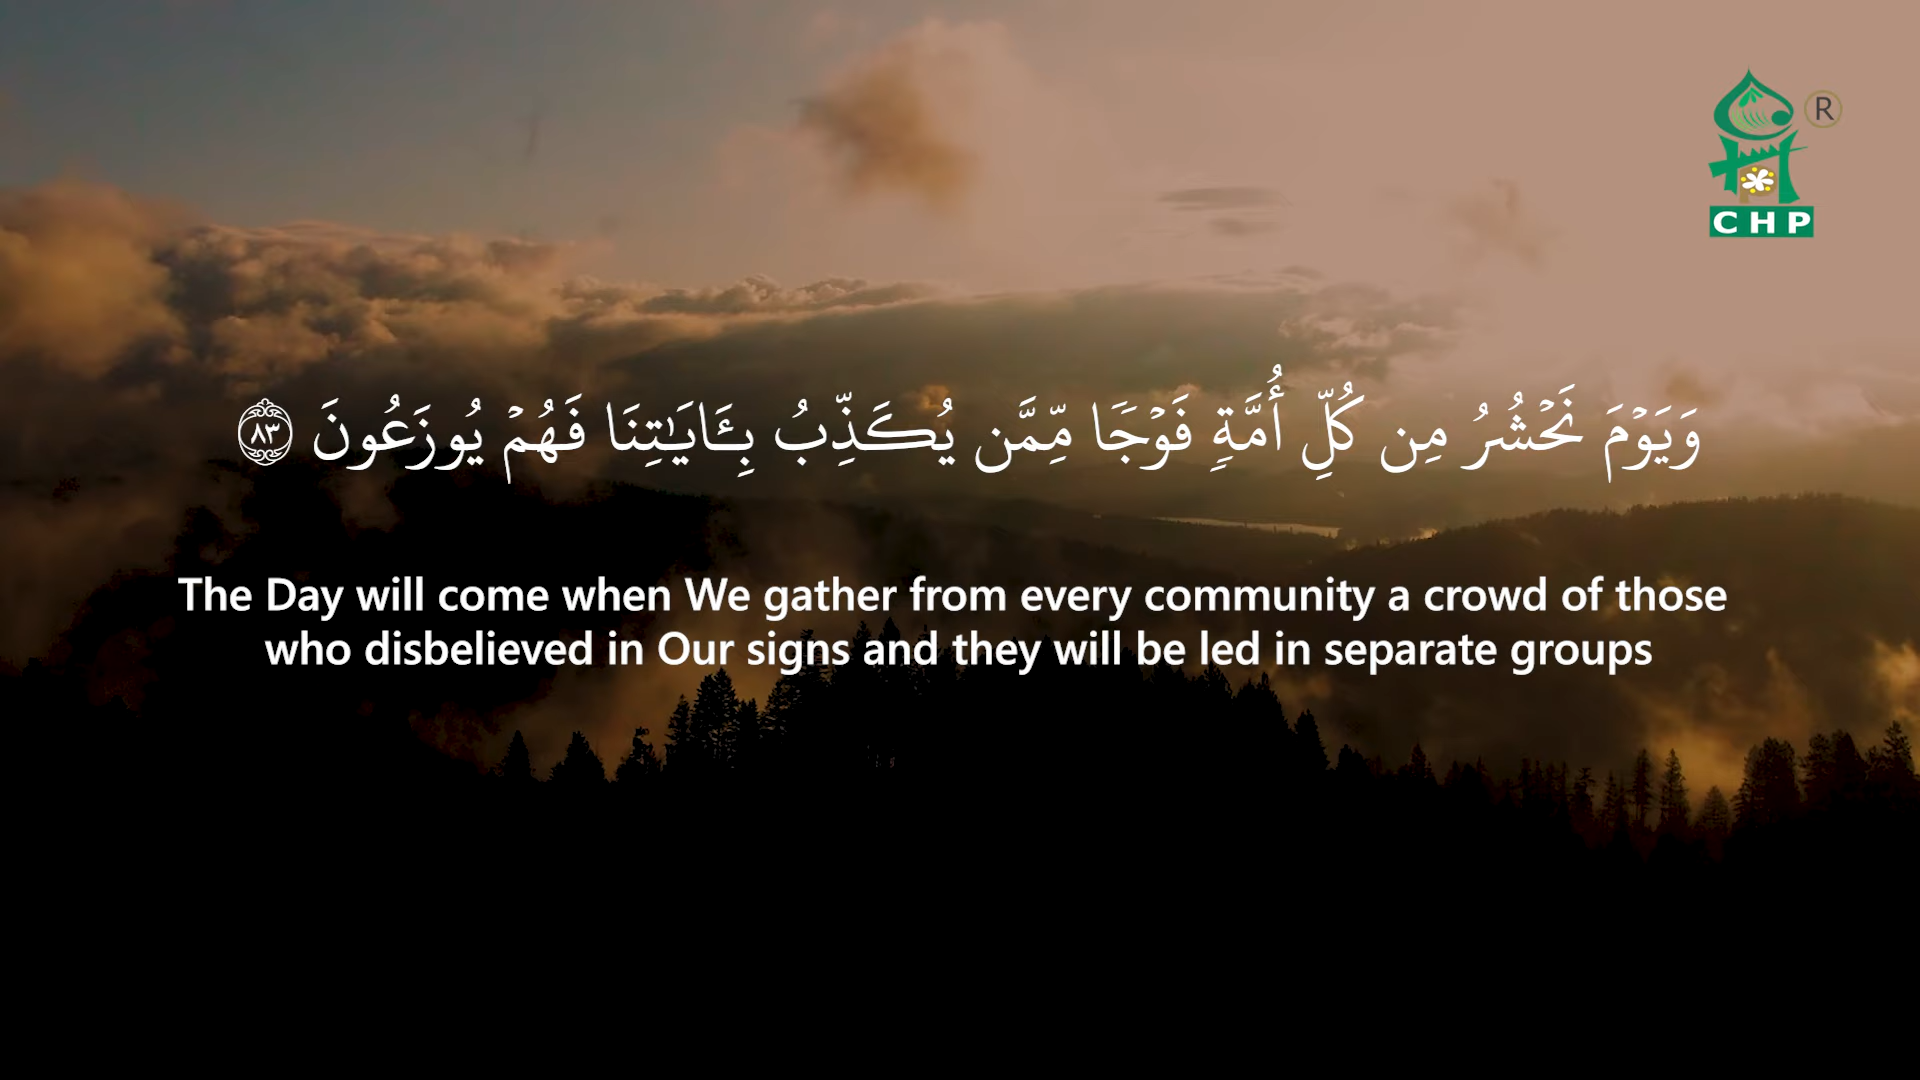 ®
CHP
وَيَوْمَ نَحْشُرُ مِن كُلِّ أُمَّةٍ فَوْجًا مِّمَّن يُكَذِّبُ بِـَٔايَـٰتِنَا فَهُمْ يُوزَعُونَ ٨٣
The Day will come when We gather from every community a crowd of those
who disbelieved in Our signs and they will be led in separate groups